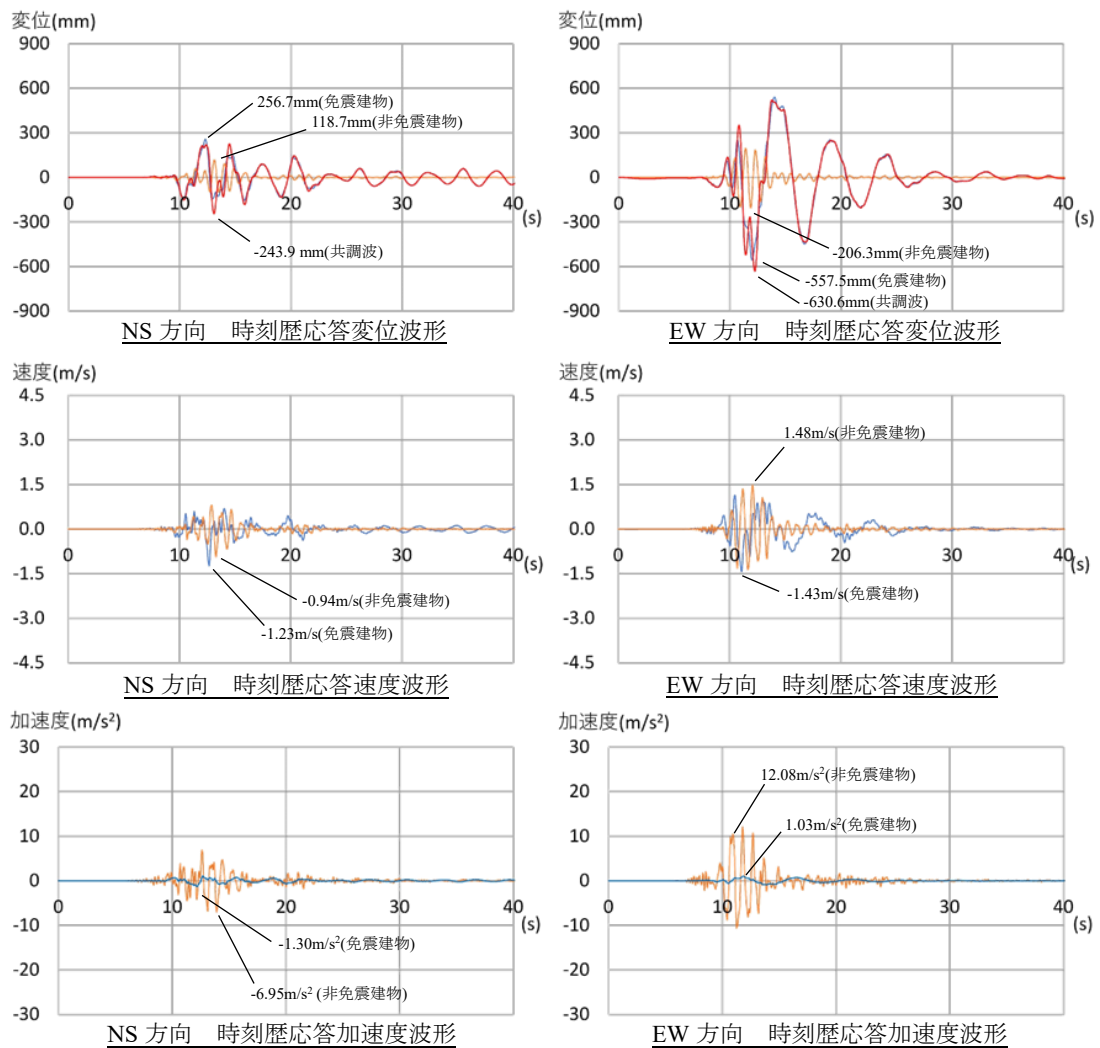 変位(mm)
900
600
300
0
-300
-600
-900
0
10
20
30
40
(s)
256.7mm(免震建物)
118.7mm(非免震建物)
-243.9 mm(共調波)
NS 方向　時刻歴応答変位波形
変位(mm)
900
600
300
0
-300
-600
-900
0
10
20
30
40
(s)
-206.3mm(非免震建物)
-557.5mm(免震建物)
-630.6mm(共調波)
EW 方向　時刻歴応答変位波形
速度(m/s)
4.5
3.0
1.5
0.0
-1.5
-3.0
-4.5
0
10
20
30
40
(s)
-0.94m/s(非免震建物)
-1.23m/s(免震建物)
NS 方向　時刻歴応答速度波形
速度(m/s)
4.5
3.0
1.5
0.0
-1.5
-3.0
-4.5
0
10
20
30
40
(s)
1.48m/s(非免震建物)
-1.43m/s(免震建物)
EW 方向　時刻歴応答速度波形
加速度(m/s²)
30
20
10
0
-10
-20
-30
0
10
20
30
40
(s)
-1.30m/s²(免震建物)
-6.95m/s² (非免震建物)
NS 方向　時刻歴応答加速度波形
加速度(m/s²)
30
20
10
0
-10
-20
-30
0
10
20
30
40
(s)
12.08m/s²(非免震建物)
1.03m/s²(免震建物)
EW 方向　時刻歴応答加速度波形